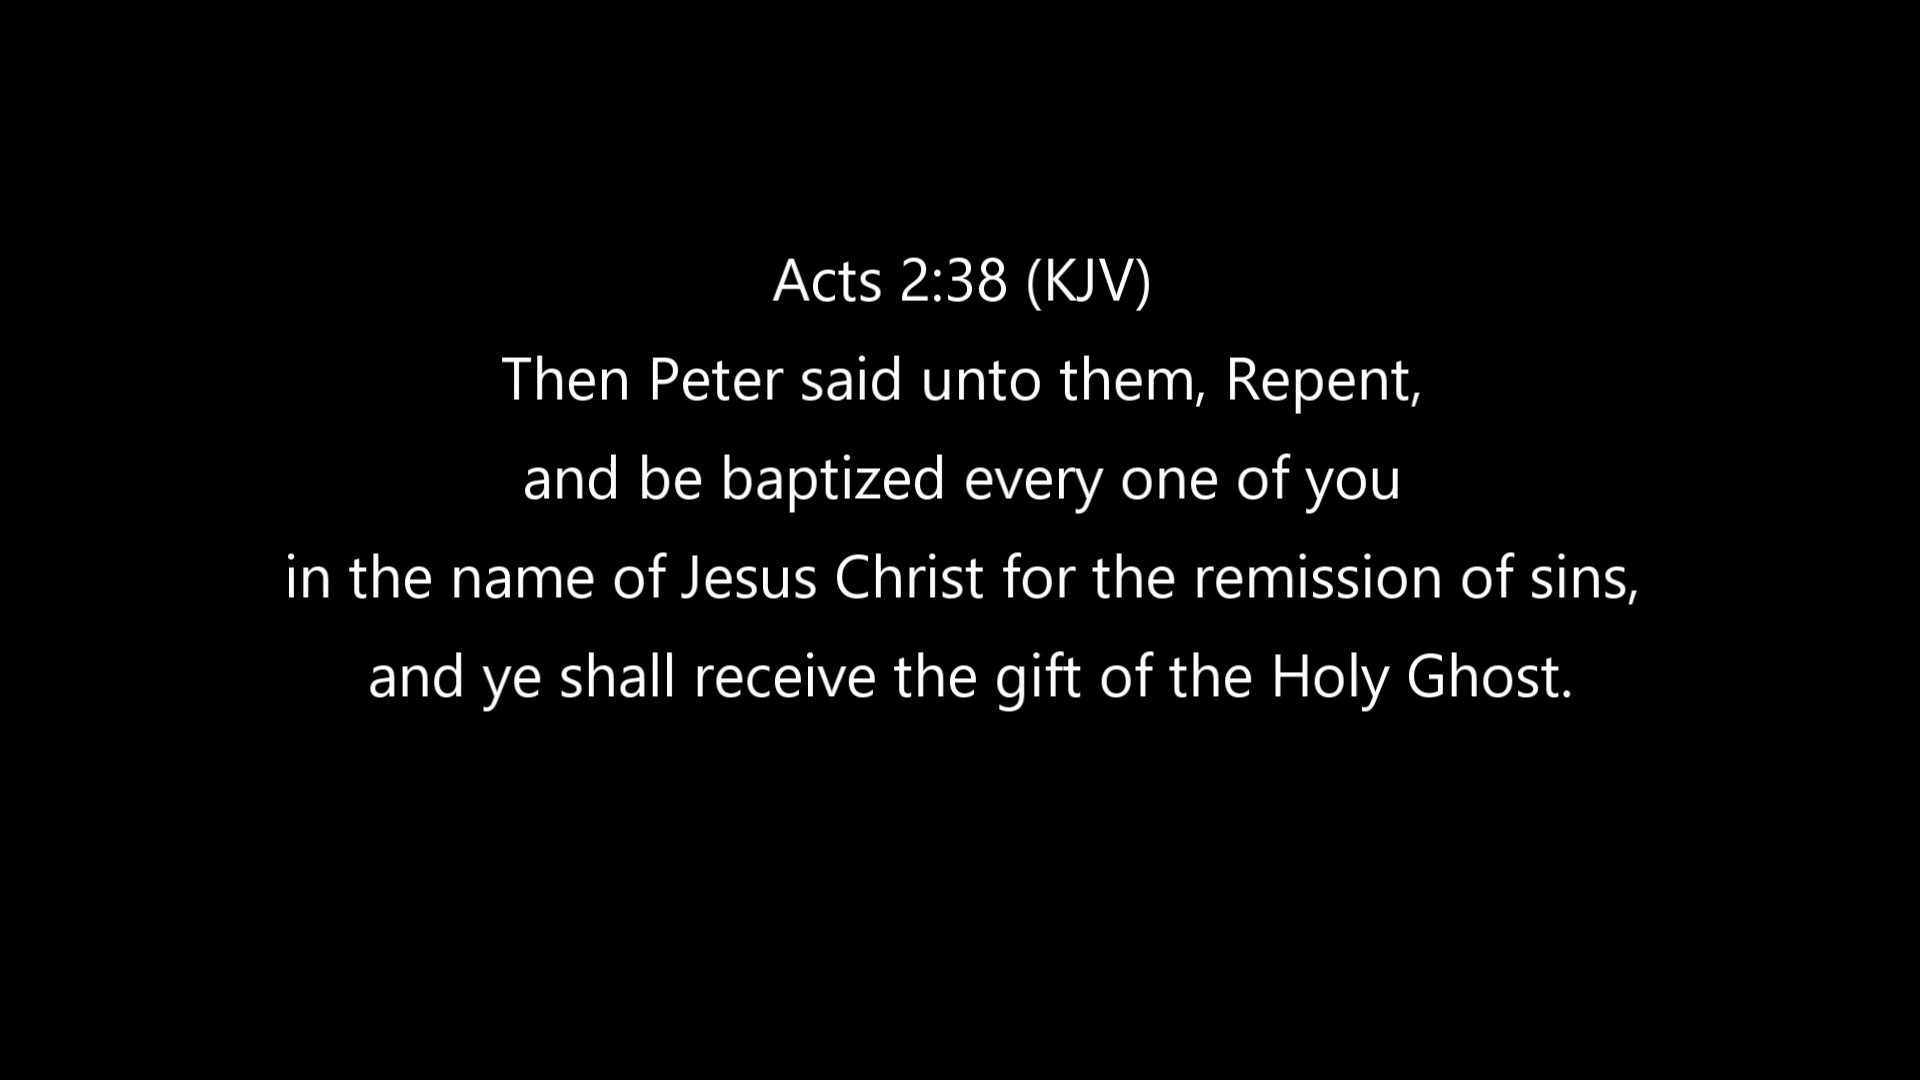 Acts 2:38 (KJV)
Then Peter said unto them, Repent,
and be baptized every one of you
in the name of Jesus Christ for the remission of sins,
and ye shall receive the gift of the Holy Ghost.